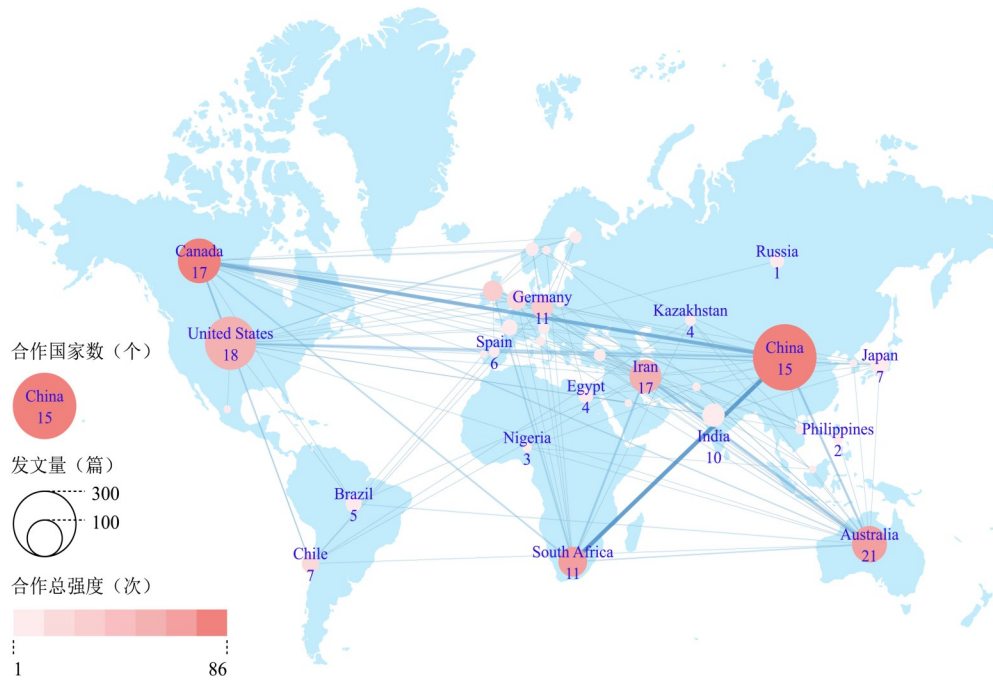 Canada
17
United States
18
Russia
1
Germany
11
Kazakhstan
4
Spain
6
China
15
Japan
7
Iran
17
Egypt
4
India
10
Philippines
2
Nigeria
3
Brazil
5
Chile
7
South Africa
11
Australia
21
合作国家数（个）
China
15
发文量（篇）
300
100
合作总强度（次）
1
86